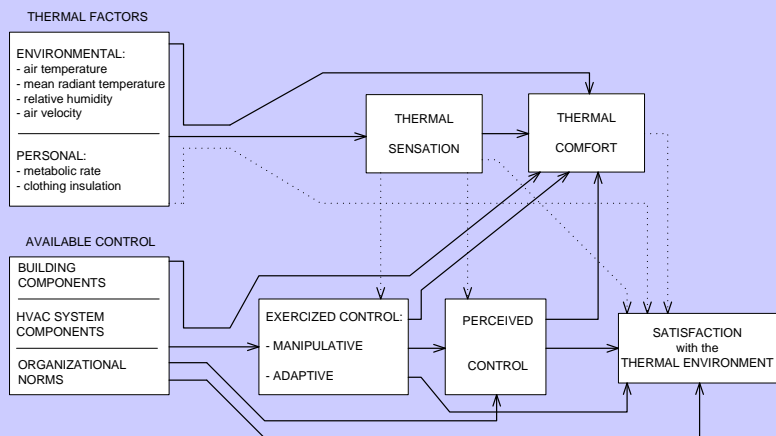 THERMAL FACTORS
ENVIRONMENTAL:
- air temperature
- mean radiant temperature
- relative humidity
- air velocity
PERSONAL:
- metabolic rate
- clothing insulation
THERMAL
SENSATION
THERMAL
COMFORT
AVAILABLE CONTROL
BUILDING
COMPONENTS
HVAC SYSTEM
COMPONENTS
ORGANIZATIONAL
NORMS
EXERCIZED CONTROL:
- MANIPULATIVE
- ADAPTIVE
PERCEIVED
CONTROL
SATISFACTION
with the
THERMAL ENVIRONMENT